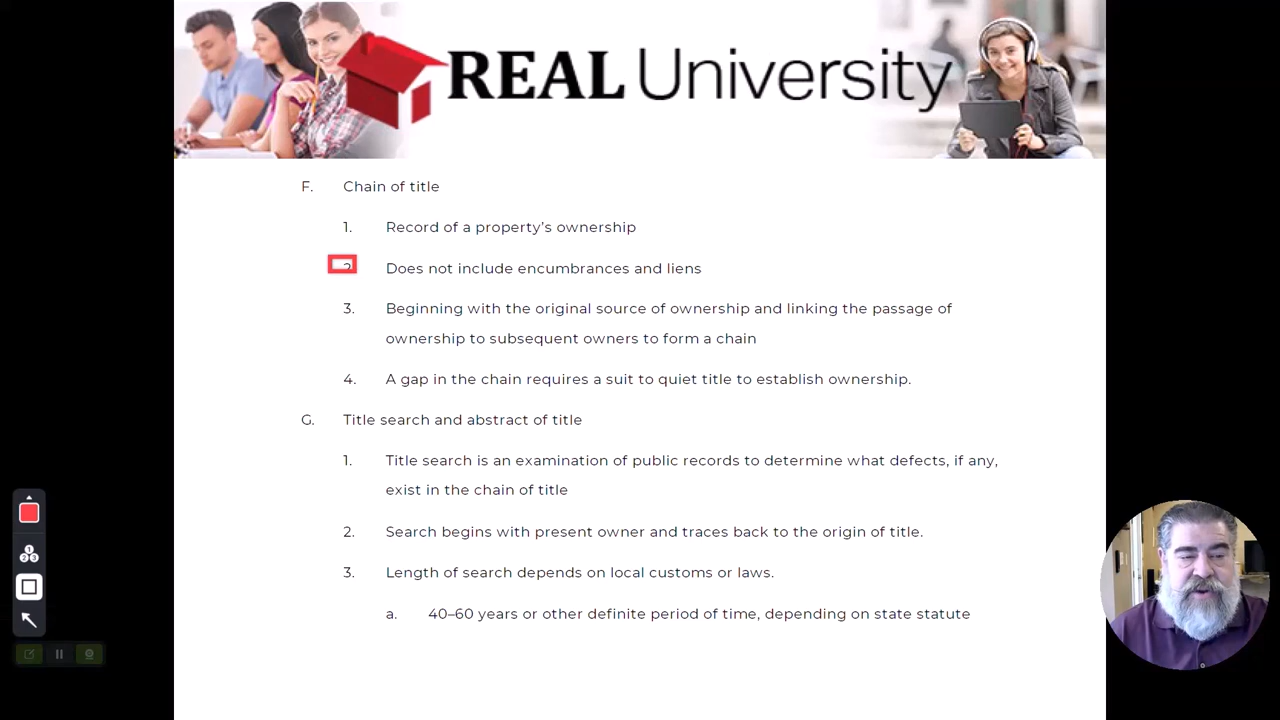 REAL University
F. Chain of title
1. Record of a property’s ownership
2 Does not include encumbrances and liens
3. Beginning with the original source of ownership and linking the passage of
ownership to subsequent owners to form a chain
4. A gap in the chain requires a suit to quiet title to establish ownership.
G. Title search and abstract of title
1. Title search is an examination of public records to determine what defects, if any,
exist in the chain of title
2. Search begins with present owner and traces back to the origin of title.
3. Length of search depends on local customs or laws.
a. 40–60 years or other definite period of time, depending on state statute